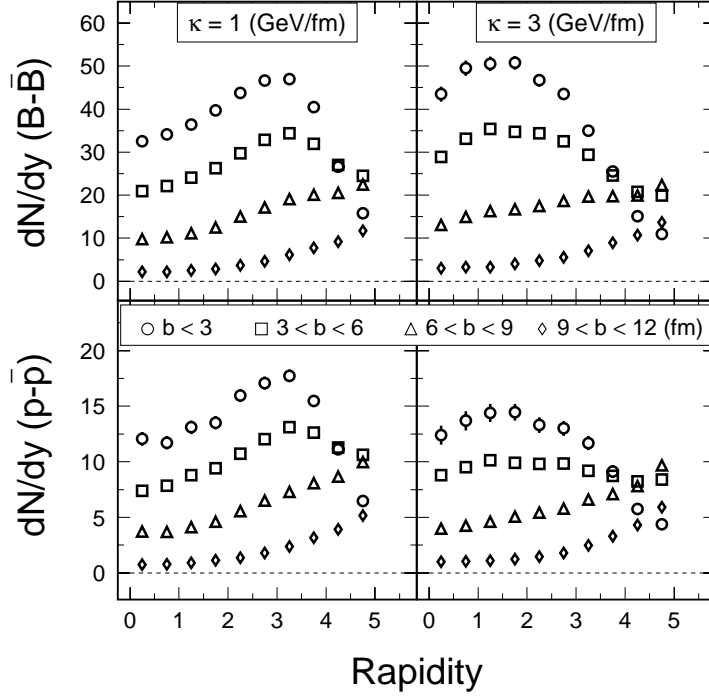 κ = 1 (GeV/fm)
κ = 3 (GeV/fm)
dN/dy (B-B̄)
60
50
40
30
20
10
0
b < 3
3 < b < 6
6 < b < 9
9 < b < 12 (fm)
dN/dy (p-p̄)
20
15
10
5
0
0 1 2 3 4 5
0 1 2 3 4 5
Rapidity